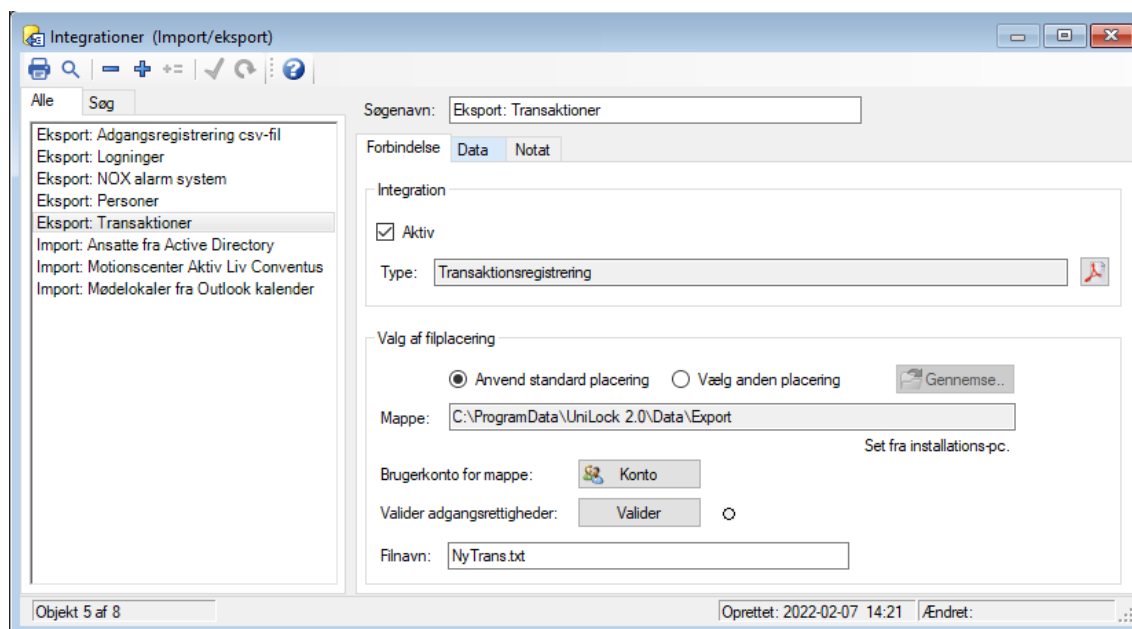 Integrationer (Import/eksport)
Alle
Søg
Eksport: Adgangsregistrering csv-fil
Eksport: Logninger
Eksport: NOX alarm system
Eksport: Personer
Eksport: Transaktioner
Import: Ansatte fra Active Directory
Import: Motionscenter Aktiv Liv Conventus
Import: Mødelokaler fra Outlook kalender
Søgenavn: Eksport: Transaktioner
Forbindelse Data Notat
Integration
Aktiv
Type: Transaktionsregistrering
Valg af filplacering
Anvend standard placering Vælg anden placering Gennemse..
Mappe: C:\ProgramData\UniLock 2.0\Data\Export
Set fra installations-pc.
Brugerkonto for mappe: Konto
Valider adgangsrettigheder: Valider
Filnavn: NyTrans.txt
Objekt 5 af 8
Oprettet: 2022-02-07 14:21 Ændret: